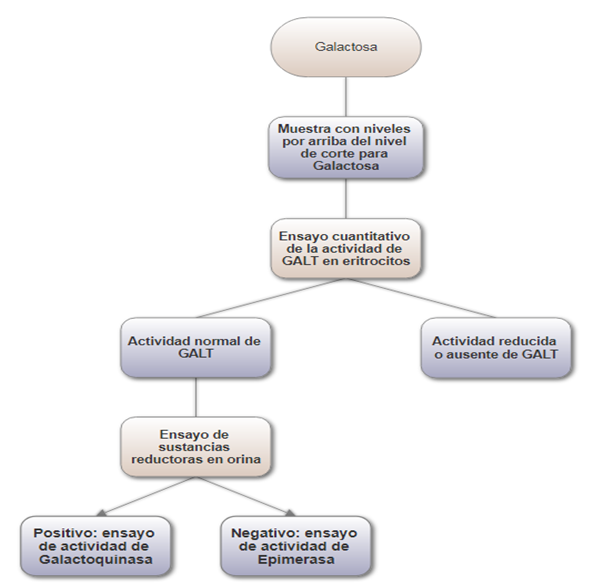 Galactosa
Muestra con niveles
por arriba del nivel
de corte para
Galactosa
Ensayo cuantitativo
de la actividad de
GALT en eritrocitos
Actividad normal de
GALT
Actividad reducida
o ausente de GALT
Ensayo de
sustancias
reductoras en orina
Positivo: ensayo
de actividad de
Galactoquinasa
Negativo: ensayo
de actividad de
Epimerasa